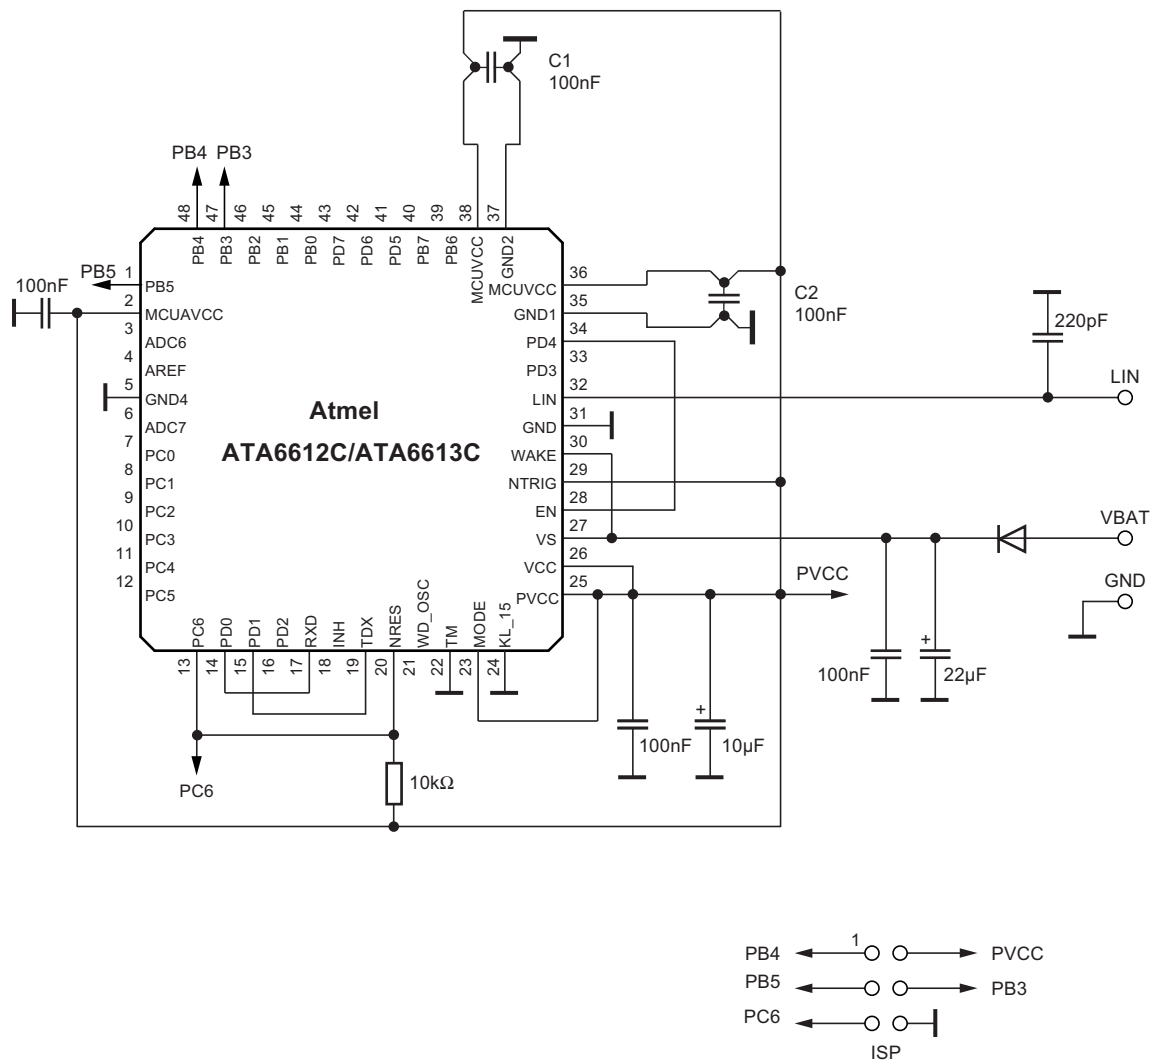 C1
100nF
PB4 PB3
48 47 46 45 44 43 42 41 40 39 38 37
PB4 PB3 PB2 PB1 PB0 PD7 PD6 PD5 PB7 PB6 MCUVCC GND2
PB5
100nF
1 PB5
2 MCUAVCC
3 ADC6
4 AREF
5 GND4
6 ADC7
7 PC0
8 PC1
9 PC2
10 PC3
11 PC4
12 PC5
Atmel
ATA6612C/ATA6613C
MCUVCC 36
GND1 35
PD4 34
PD3 33
LIN 32
GND 31
WAKE 30
NTRIG 29
EN 28
VS 27
VCC 26
PVCC 25
C2
100nF
220pF
LIN
VBAT
PVCC
GND
PC6 PD0 PD1 PD2 RXD INH TDX NRES WD_OSC TM MODE KL_15
13 14 15 16 17 18 19 20 21 22 23 24
100nF
+
22µF
100nF
+
10µF
PC6
10kΩ
PB4 1 PVCC
PB5 PB3
PC6
ISP